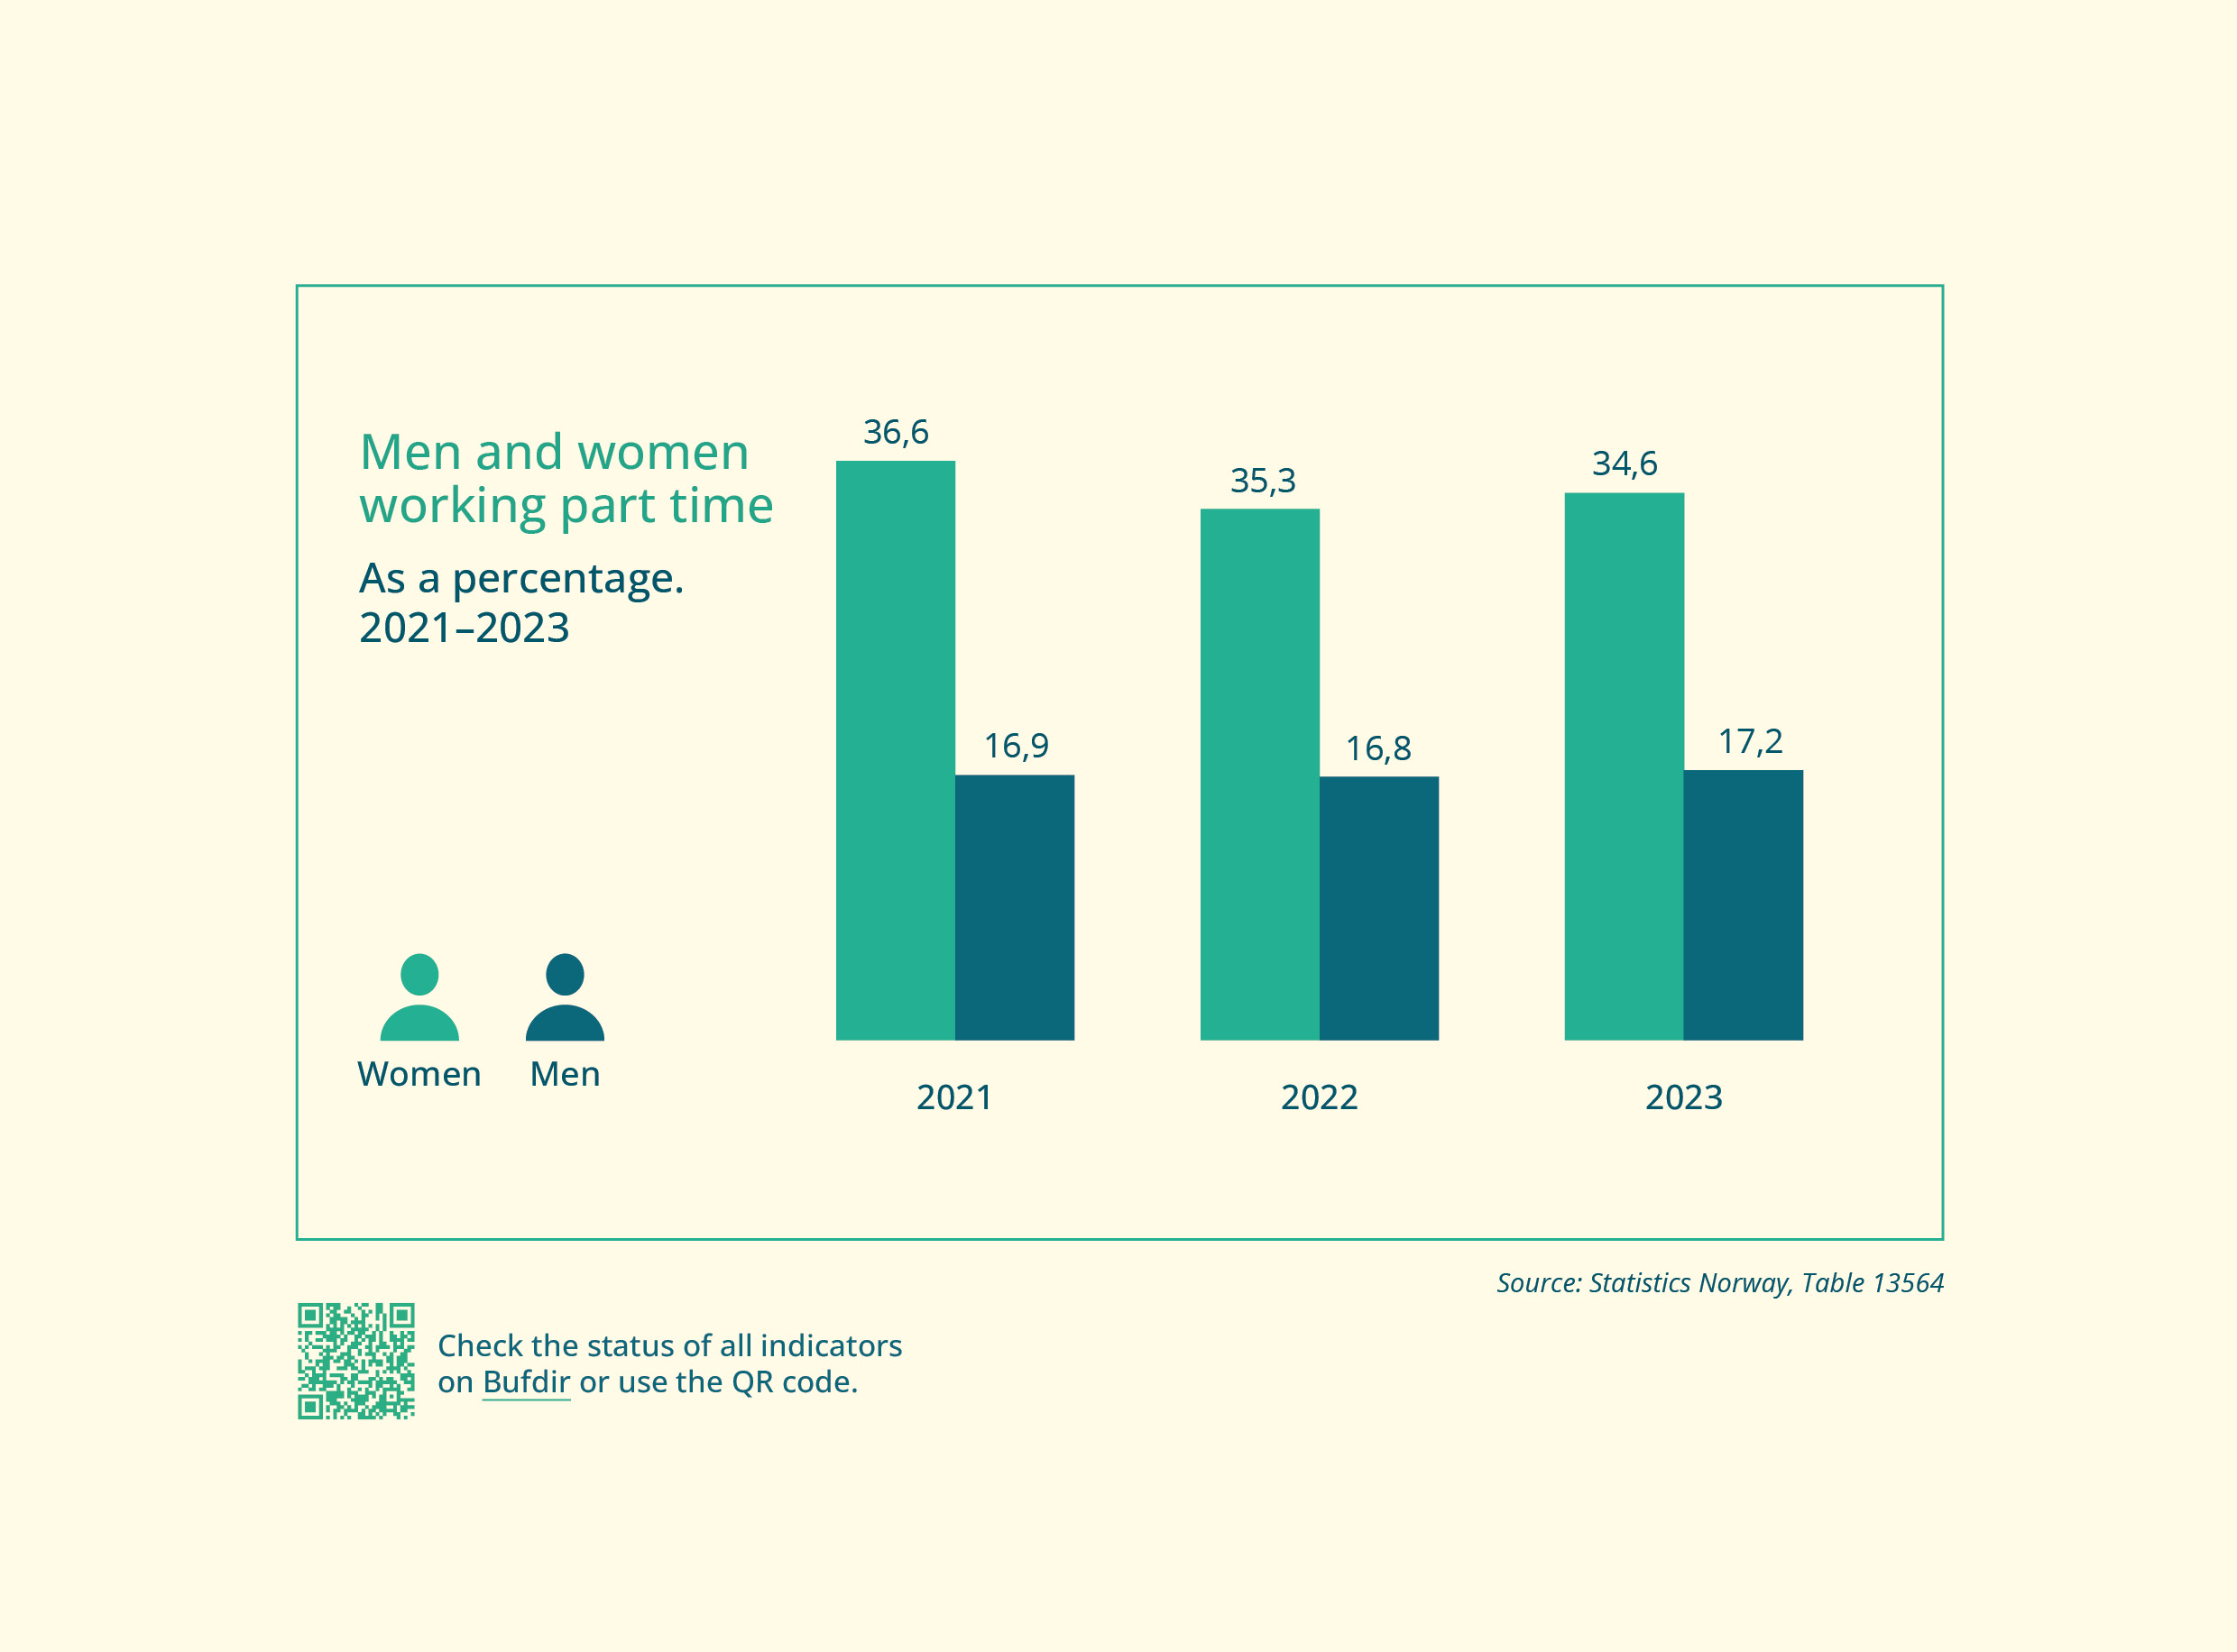 Men and women
working part time
As a percentage.
2021–2023
Women
Men
36,6
16,9
2021
35,3
16,8
2022
34,6
17,2
2023
Source: Statistics Norway, Table 13564
Check the status of all indicators
on Bufdir or use the QR code.